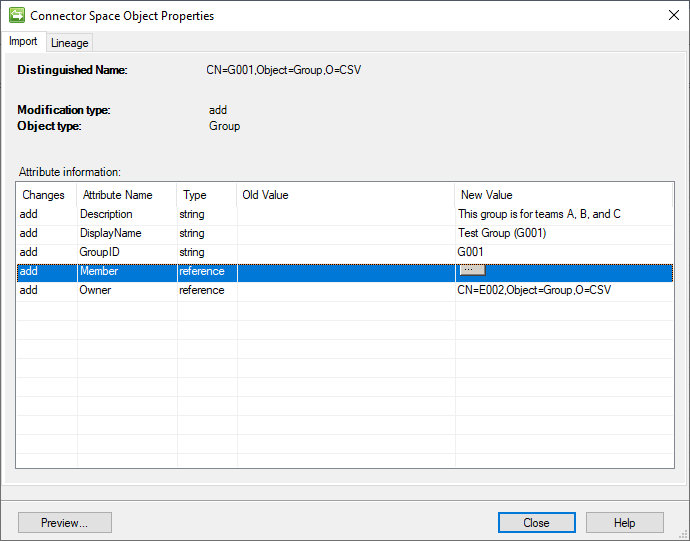 Connector Space Object Properties
Import Lineage
Distinguished Name: CN=G001,Object=Group,O=CSV
Modification type: add
Object type: Group
Attribute information:
Changes Attribute Name Type Old Value New Value
add Description string This group is for teams A, B, and C
add DisplayName string Test Group (G001)
add GroupID string G001
add Member reference ...
add Owner reference CN=E002,Object=Group,O=CSV
Preview... Close Help